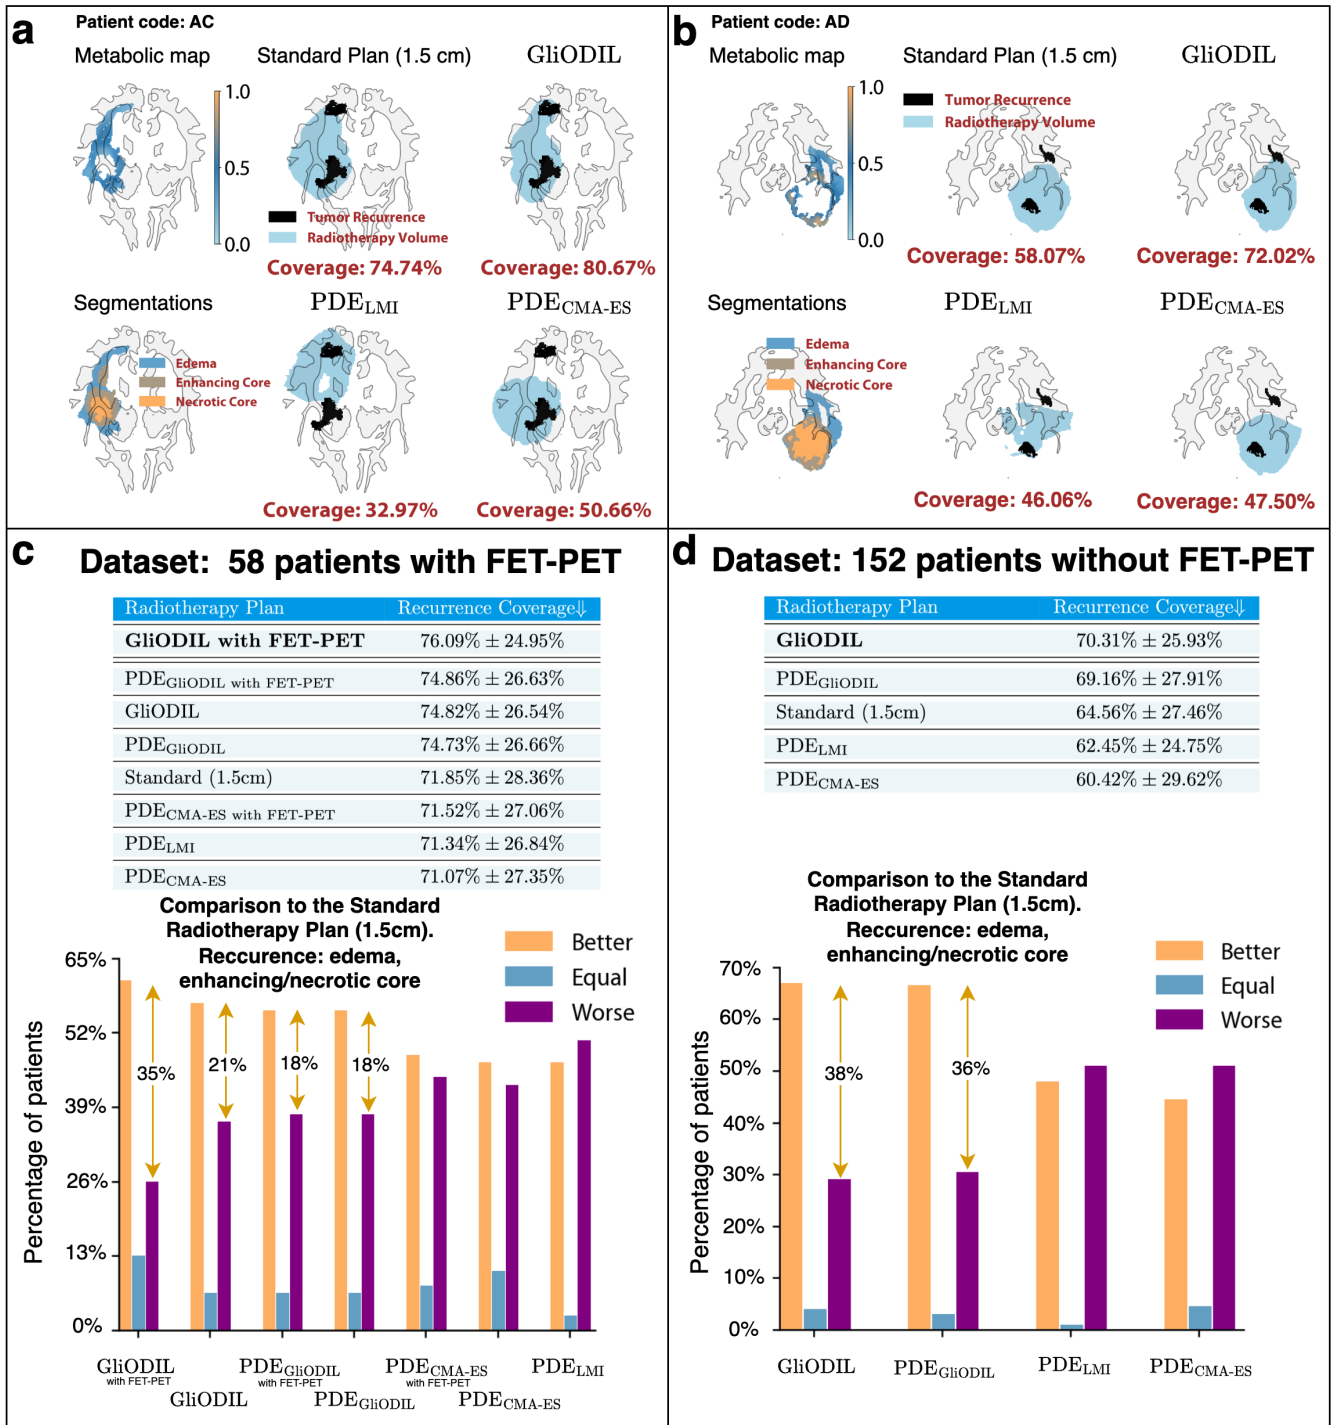 a
Patient code: AC
Metabolic map
Standard Plan (1.5 cm)
GliODIL
1.0
0.5
0.0
Tumor Recurrence
Radiotherapy Volume
Coverage: 74.74%
Coverage: 80.67%
Segmentations
PDELMI
PDECMA-ES
Edema
Enhancing Core
Necrotic Core
Coverage: 32.97%
Coverage: 50.66%
b
Patient code: AD
Metabolic map
Standard Plan (1.5 cm)
GliODIL
1.0
0.5
0.0
Tumor Recurrence
Radiotherapy Volume
Coverage: 58.07%
Coverage: 72.02%
Segmentations
PDELMI
PDECMA-ES
Edema
Enhancing Core
Necrotic Core
Coverage: 46.06%
Coverage: 47.50%
c
Dataset: 58 patients with FET-PET
Radiotherapy Plan Recurrence Coverage⇓
GliODIL with FET-PET 76.09% ± 24.95%
PDEGliODIL with FET-PET 74.86% ± 26.63%
GliODIL 74.82% ± 26.54%
PDEGliODIL 74.73% ± 26.66%
Standard (1.5cm) 71.85% ± 28.36%
PDECMA-ES with FET-PET 71.52% ± 27.06%
PDELMI 71.34% ± 26.84%
PDECMA-ES 71.07% ± 27.35%
Comparison to the Standard
Radiotherapy Plan (1.5cm).
Reccurence: edema,
enhancing/necrotic core
Better
Equal
Worse
Percentage of patients
65%
52%
39%
26%
13%
0%
35%
21%
18%
18%
GliODIL
with FET-PET
GliODIL
PDEGliODIL
with FET-PET
PDEGliODIL
PDECMA-ES
with FET-PET
PDECMA-ES
PDELMI
d
Dataset: 152 patients without FET-PET
Radiotherapy Plan Recurrence Coverage⇓
GliODIL 70.31% ± 25.93%
PDEGliODIL 69.16% ± 27.91%
Standard (1.5cm) 64.56% ± 27.46%
PDELMI 62.45% ± 24.75%
PDECMA-ES 60.42% ± 29.62%
Comparison to the Standard
Radiotherapy Plan (1.5cm).
Reccurence: edema,
enhancing/necrotic core
Better
Equal
Worse
Percentage of patients
70%
60%
50%
40%
30%
20%
10%
0%
38%
36%
GliODIL
PDEGliODIL
PDELMI
PDECMA-ES